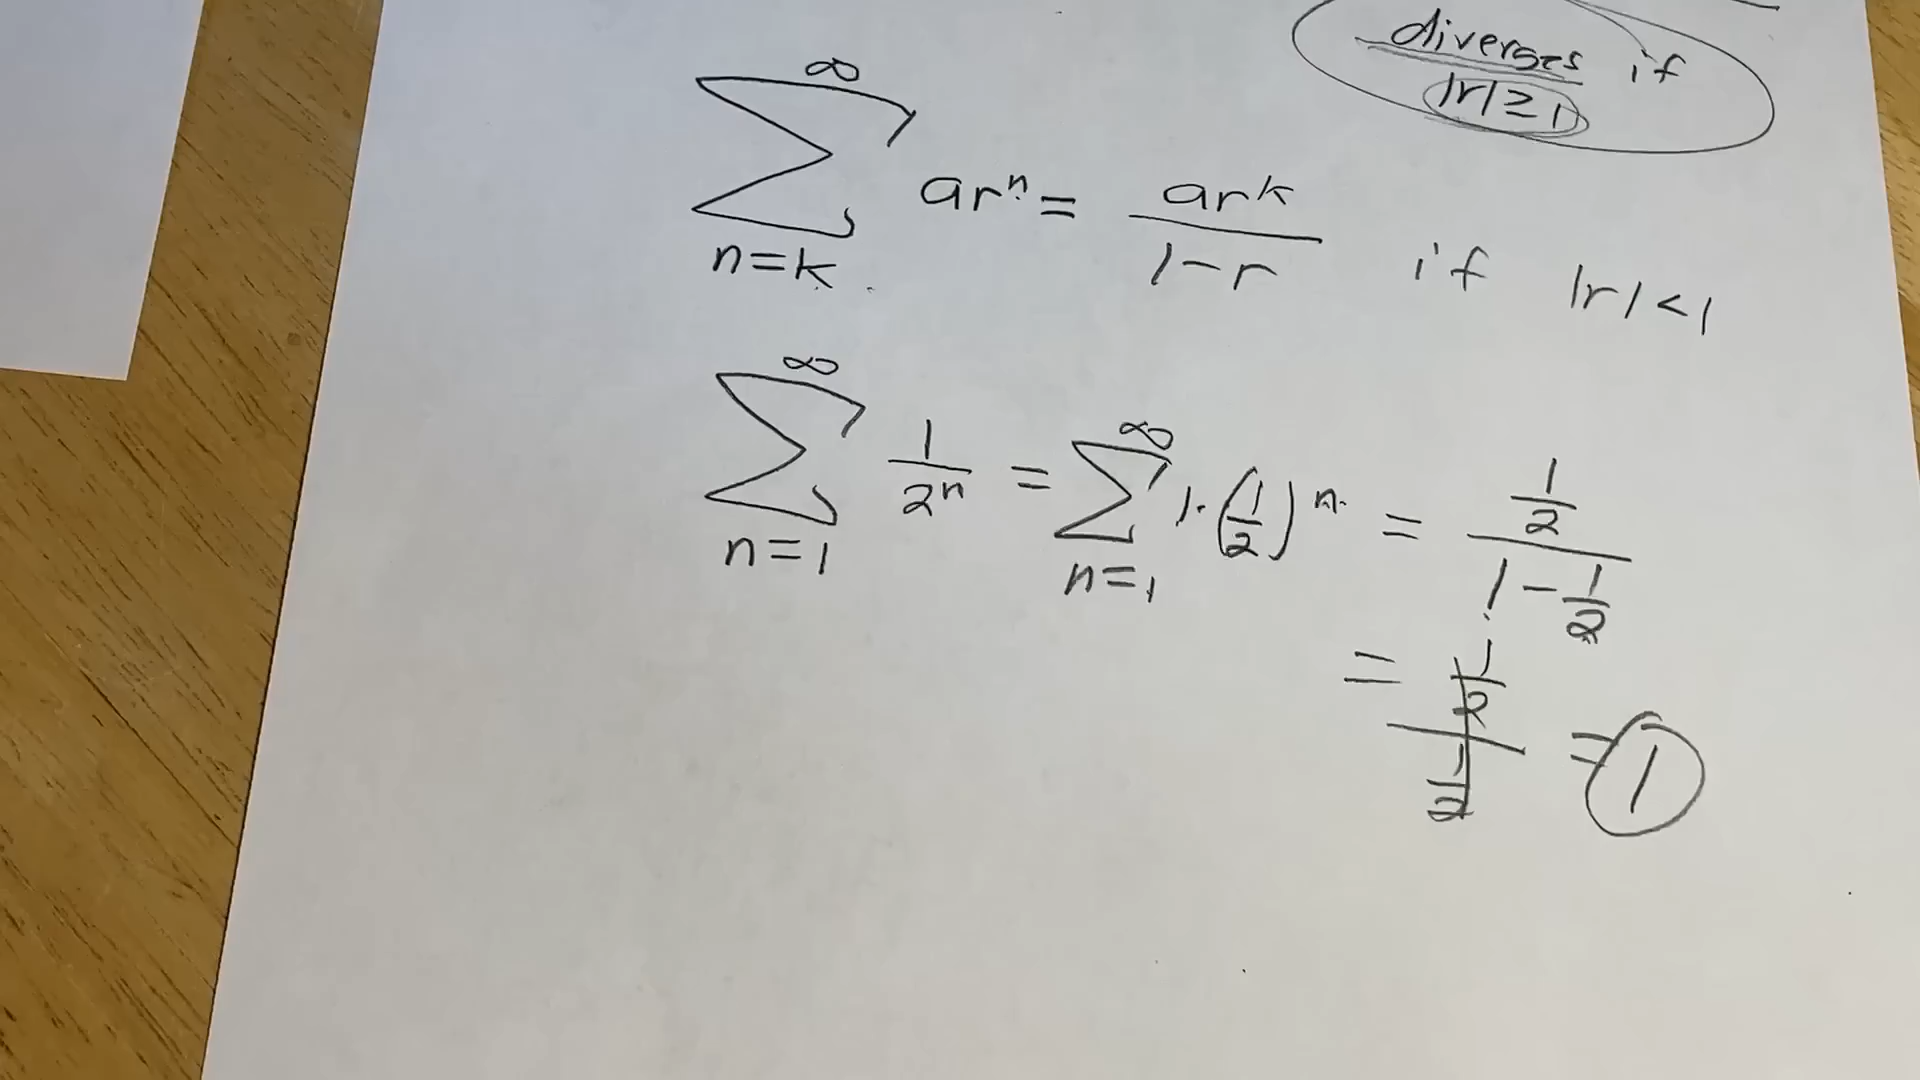 diverges if
|r| ≥ 1
∞
∑ arⁿ = arᵏ / 1-r if |r| < 1
n=k
∞ ∞
∑ 1/2ⁿ = ∑ 1·(1/2)ⁿ = 1/2 / 1 - 1/2
n=1 n=1
= 1/2 / 1/2 = 1